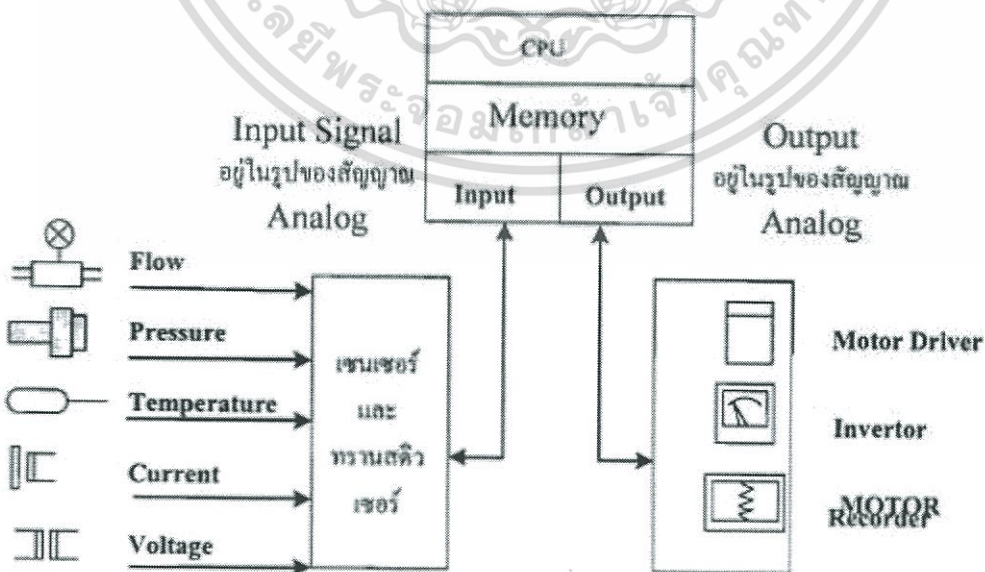 CPU
Memory
Input
Output
Input Signal
อยู่ในรูปของสัญญาณ
Analog
Output
อยู่ในรูปของสัญญาณ
Analog
Flow
Pressure
Temperature
Current
Voltage
เซนเซอร์
และ
ทรานสดิว
เซอร์
Motor Driver
Invertor
MOTOR
Recorder